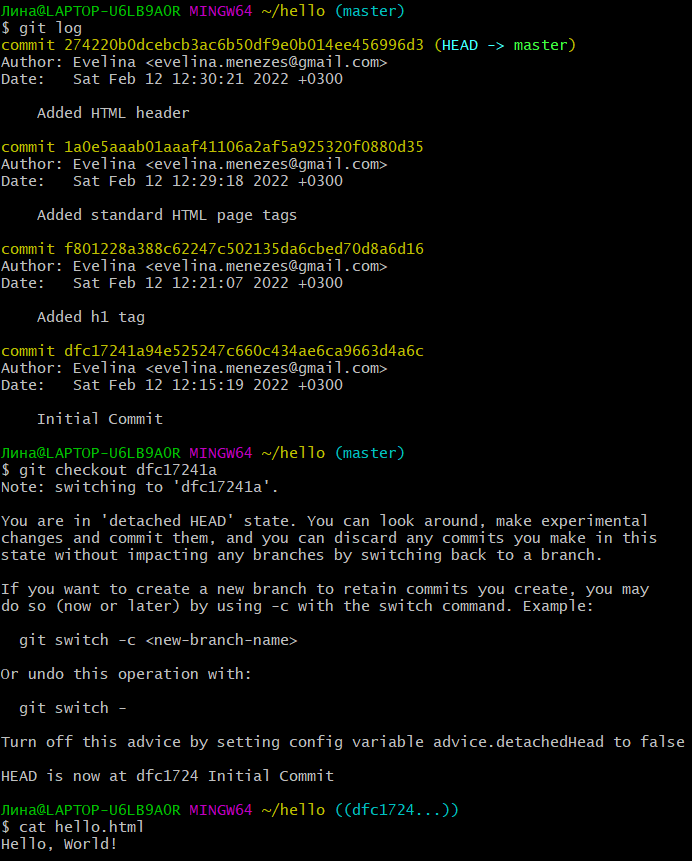 Лина@LAPTOP-U6LB9A0R MINGW64 ~/hello (master)
$ git log
commit 274220b0dcebcb3ac6b50df9e0b014ee456996d3 (HEAD -> master)
Author: Evelina <evelina.menezes@gmail.com>
Date:   Sat Feb 12 12:30:21 2022 +0300
    Added HTML header
commit 1a0e5aaab01aaaf41106a2af5a925320f0880d35
Author: Evelina <evelina.menezes@gmail.com>
Date:   Sat Feb 12 12:29:18 2022 +0300
    Added standard HTML page tags
commit f801228a388c62247c502135da6cbed70d8a6d16
Author: Evelina <evelina.menezes@gmail.com>
Date:   Sat Feb 12 12:21:07 2022 +0300
    Added h1 tag
commit dfc17241a94e525247c660c434ae6ca9663d4a6c
Author: Evelina <evelina.menezes@gmail.com>
Date:   Sat Feb 12 12:15:19 2022 +0300
    Initial Commit
Лина@LAPTOP-U6LB9A0R MINGW64 ~/hello (master)
$ git checkout dfc17241a
Note: switching to 'dfc17241a'.
You are in 'detached HEAD' state. You can look around, make experimental
changes and commit them, and you can discard any commits you make in this
state without impacting any branches by switching back to a branch.
If you want to create a new branch to retain commits you create, you may
do so (now or later) by using -c with the switch command. Example:
  git switch -c <new-branch-name>
Or undo this operation with:
  git switch -
Turn off this advice by setting config variable advice.detachedHead to false
HEAD is now at dfc1724 Initial Commit
Лина@LAPTOP-U6LB9A0R MINGW64 ~/hello ((dfc1724...))
$ cat hello.html
Hello, World!